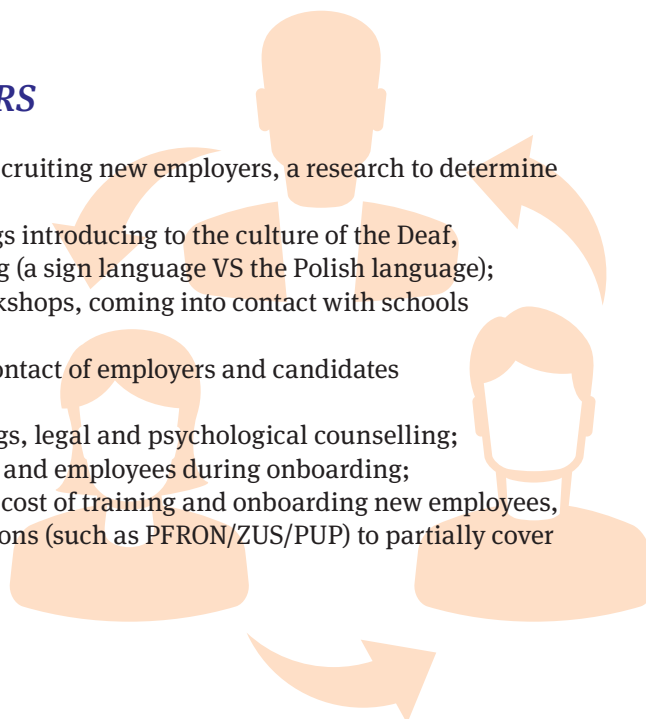 RS
cruiting new employers, a research to determine
gs introducing to the culture of the Deaf,
g (a sign language VS the Polish language);
kshops, coming into contact with schools
ontact of employers and candidates
gs, legal and psychological counselling;
and employees during onboarding;
cost of training and onboarding new employees,
ons (such as PFRON/ZUS/PUP) to partially cover